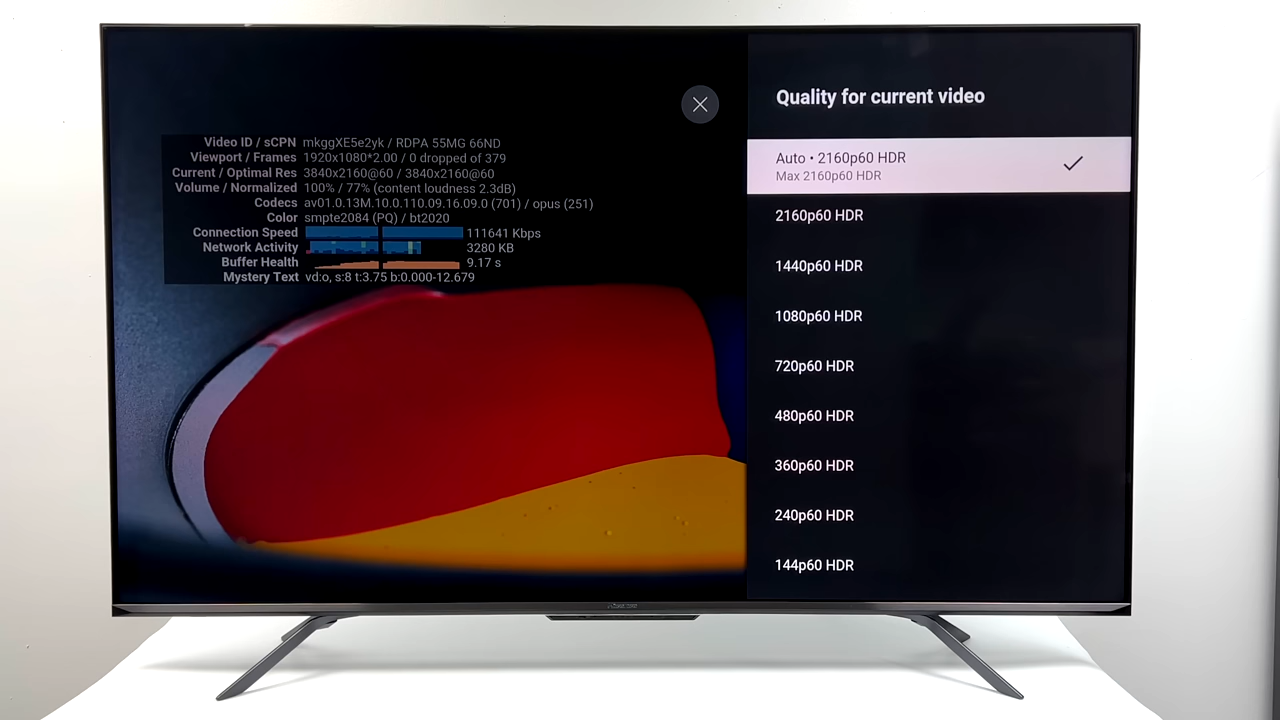 Video ID / sCPN mkggXE5e2yk / RDPA 55MG 66ND
Viewport / Frames 1920x1080*2.00 / 0 dropped of 379
Current / Optimal Res 3840x2160@60 / 3840x2160@60
Volume / Normalized 100% / 77% (content loudness 2.3dB)
Codecs av01.0.13M.10.0.110.09.16.09.0 (701) / opus (251)
Color smpte2084 (PQ) / bt2020
Connection Speed 111641 Kbps
Network Activity 3280 KB
Buffer Health 9.17 s
Mystery Text vd:o, s:8 t:3.75 b:0.000-12.679
Quality for current video
Auto • 2160p60 HDR
Max 2160p60 HDR
2160p60 HDR
1440p60 HDR
1080p60 HDR
720p60 HDR
480p60 HDR
360p60 HDR
240p60 HDR
144p60 HDR